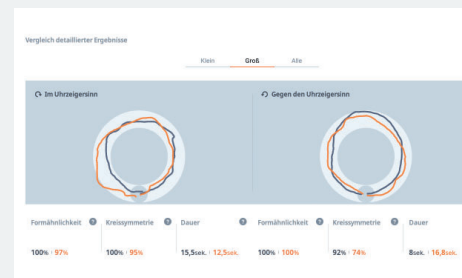 Vergleich detaillierter Ergebnisse
Klein Groß Alle
Im Uhrzeigersinn
Gegen den Uhrzeigersinn
Formähnlichkeit ? Kreissymmetrie ? Dauer ? Formähnlichkeit ? Kreissymmetrie ? Dauer
100% 97% 100% 95% 15,5sek. 12,5sek. 100% 100% 92% 74% 8sek. 16,8sek.